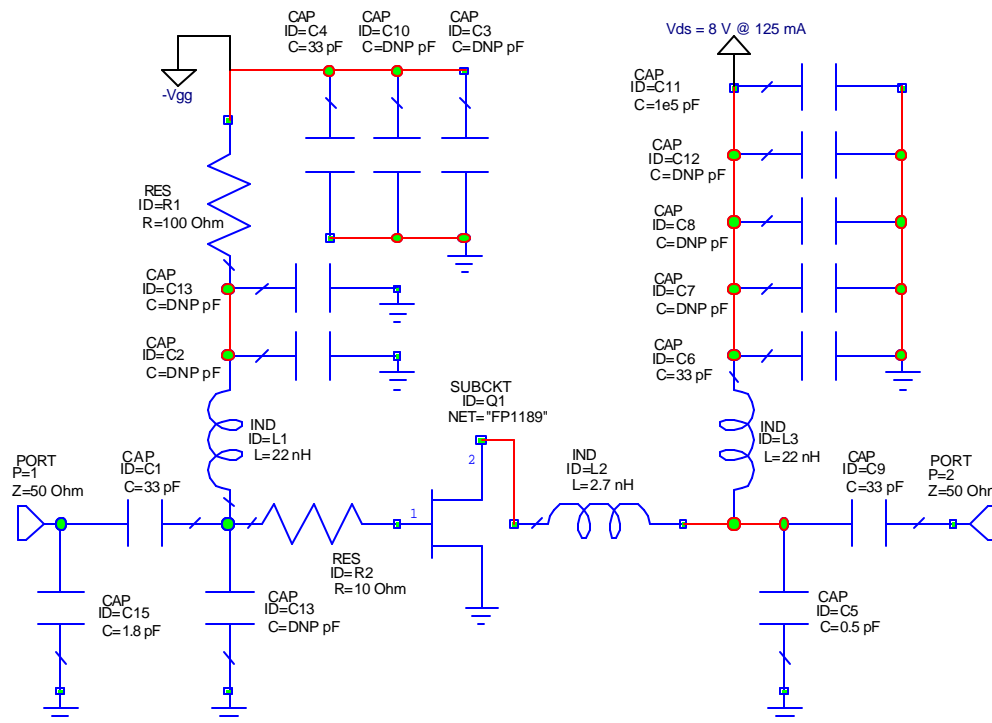 CAP
ID=C4
C=33 pF
CAP
ID=C10
C=DNP pF
CAP
ID=C3
C=DNP pF
Vds = 8 V @ 125 mA
-Vgg
CAP
ID=C11
C=1e5 pF
CAP
ID=C12
C=DNP pF
RES
ID=R1
R=100 Ohm
CAP
ID=C8
C=DNP pF
CAP
ID=C13
C=DNP pF
CAP
ID=C7
C=DNP pF
CAP
ID=C2
C=DNP pF
CAP
ID=C6
C=33 pF
SUBCKT
ID=Q1
NET="FP1189"
IND
ID=L1
L=22 nH
IND
ID=L3
L=22 nH
PORT
P=1
Z=50 Ohm
CAP
ID=C1
C=33 pF
2
IND
ID=L2
L=2.7 nH
CAP
ID=C9
C=33 pF
PORT
P=2
Z=50 Ohm
1
RES
ID=R2
R=10 Ohm
CAP
ID=C15
C=1.8 pF
CAP
ID=C13
C=DNP pF
CAP
ID=C5
C=0.5 pF